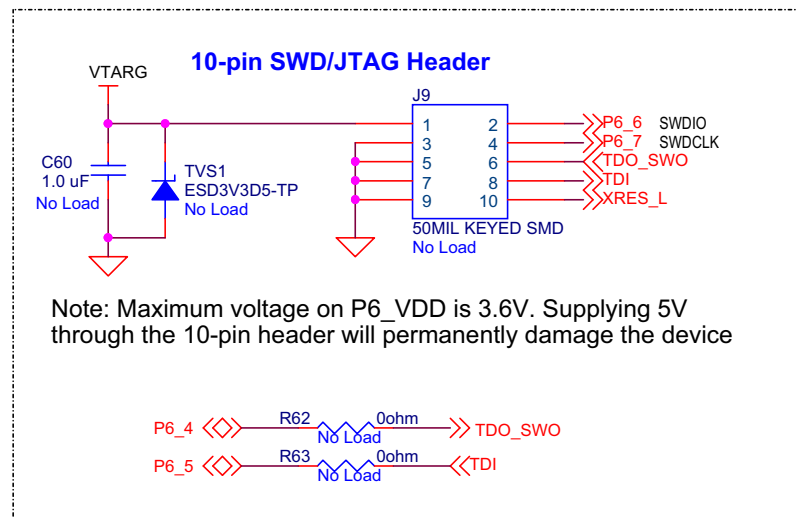 10-pin SWD/JTAG Header
VTARG
J9
1 2 P6_6 SWDIO
3 4 P6_7 SWDCLK
5 6 TDO_SWO
7 8 TDI
9 10 XRES_L
C60
1.0 uF
No Load
TVS1
ESD3V3D5-TP
No Load
50MIL KEYED SMD
No Load
Note: Maximum voltage on P6_VDD is 3.6V. Supplying 5V
through the 10-pin header will permanently damage the device
P6_4 R62 0ohm TDO_SWO
No Load
P6_5 R63 0ohm TDI
No Load